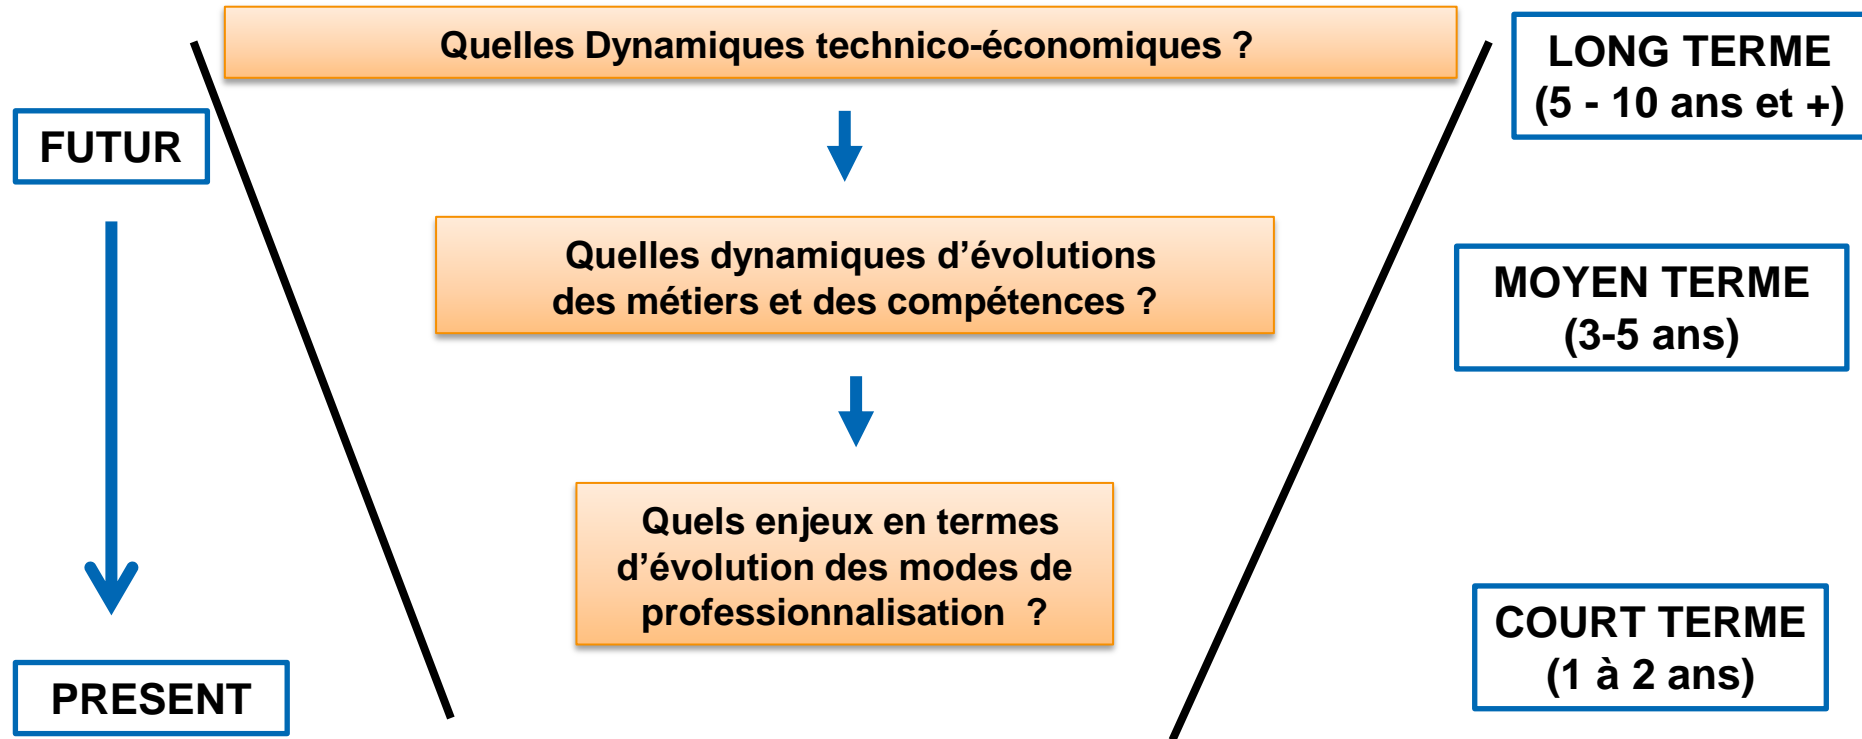 Quelles Dynamiques technico-économiques ?
LONG TERME
(5 - 10 ans et +)
FUTUR
Quelles dynamiques d’évolutions
des métiers et des compétences ?
MOYEN TERME
(3-5 ans)
Quels enjeux en termes
d’évolution des modes de
professionnalisation ?
COURT TERME
(1 à 2 ans)
PRESENT